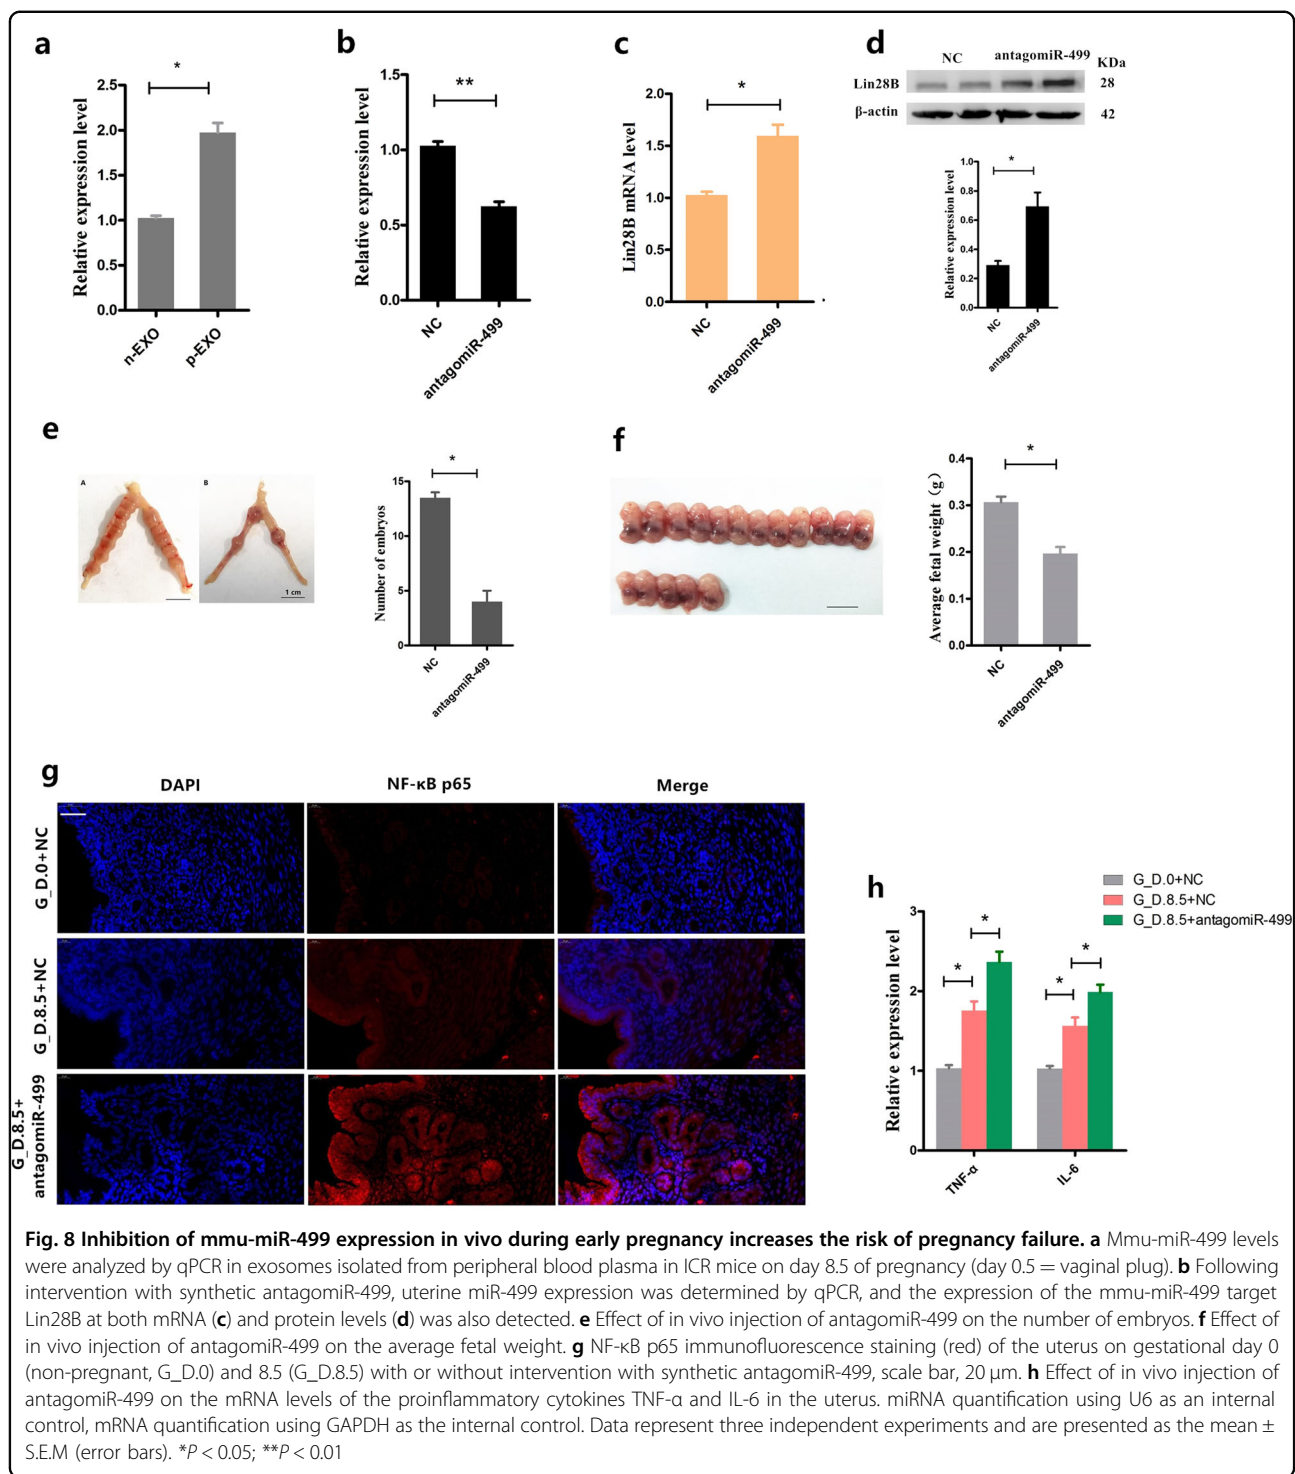 a
*
Relative expression level
2.5
2.0
1.5
1.0
0.5
0.0
n-EXO
p-EXO
b
**
Relative expression level
1.5
1.0
0.5
0.0
NC
antagomiR-499
c
*
Lin28B mRNA level
2.0
1.5
1.0
0.5
0.0
NC
antagomiR-499
d
NC antagomiR-499 KDa
Lin28B 28
β-actin 42
*
Relative expression level
1.0
0.8
0.6
0.4
0.2
0.0
NC
antagomiR-499
e
A
B
1 cm
*
Number of embryos
15
10
5
0
NC
antagomiR-499
f
*
Average fetal weight (g)
0.4
0.3
0.2
0.1
0.0
NC
antagomiR-499
g
DAPI NF-κB p65 Merge
G_D.0+NC
G_D.8.5+NC
G_D.8.5+
antagomiR-499
h
G_D.0+NC
G_D.8.5+NC
G_D.8.5+antagomiR-499
Relative expression level
3
2
1
0
* *
* *
TNF-α
IL-6
Fig. 8 Inhibition of mmu-miR-499 expression in vivo during early pregnancy increases the risk of pregnancy failure. a Mmu-miR-499 levels
were analyzed by qPCR in exosomes isolated from peripheral blood plasma in ICR mice on day 8.5 of pregnancy (day 0.5 = vaginal plug). b Following
intervention with synthetic antagomiR-499, uterine miR-499 expression was determined by qPCR, and the expression of the mmu-miR-499 target
Lin28B at both mRNA (c) and protein levels (d) was also detected. e Effect of in vivo injection of antagomiR-499 on the number of embryos. f Effect of
in vivo injection of antagomiR-499 on the average fetal weight. g NF-κB p65 immunofluorescence staining (red) of the uterus on gestational day 0
(non-pregnant, G_D.0) and 8.5 (G_D.8.5) with or without intervention with synthetic antagomiR-499, scale bar, 20 μm. h Effect of in vivo injection of
antagomiR-499 on the mRNA levels of the proinflammatory cytokines TNF-α and IL-6 in the uterus. miRNA quantification using U6 as an internal
control, mRNA quantification using GAPDH as the internal control. Data represent three independent experiments and are presented as the mean ±
S.E.M (error bars). *P < 0.05; **P < 0.01